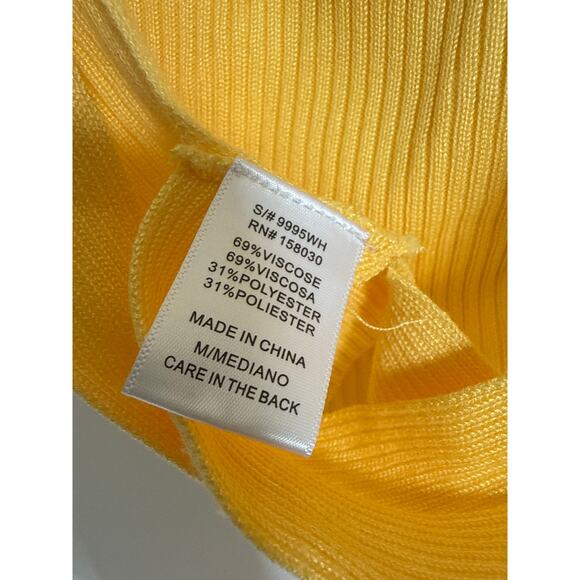 S/# 9995WH
RN# 158030
69%VISCOSE
69%VISCOSA
31%POLYESTER
31%POLIESTER
MADE IN CHINA
M/MEDIANO
CARE IN THE BACK